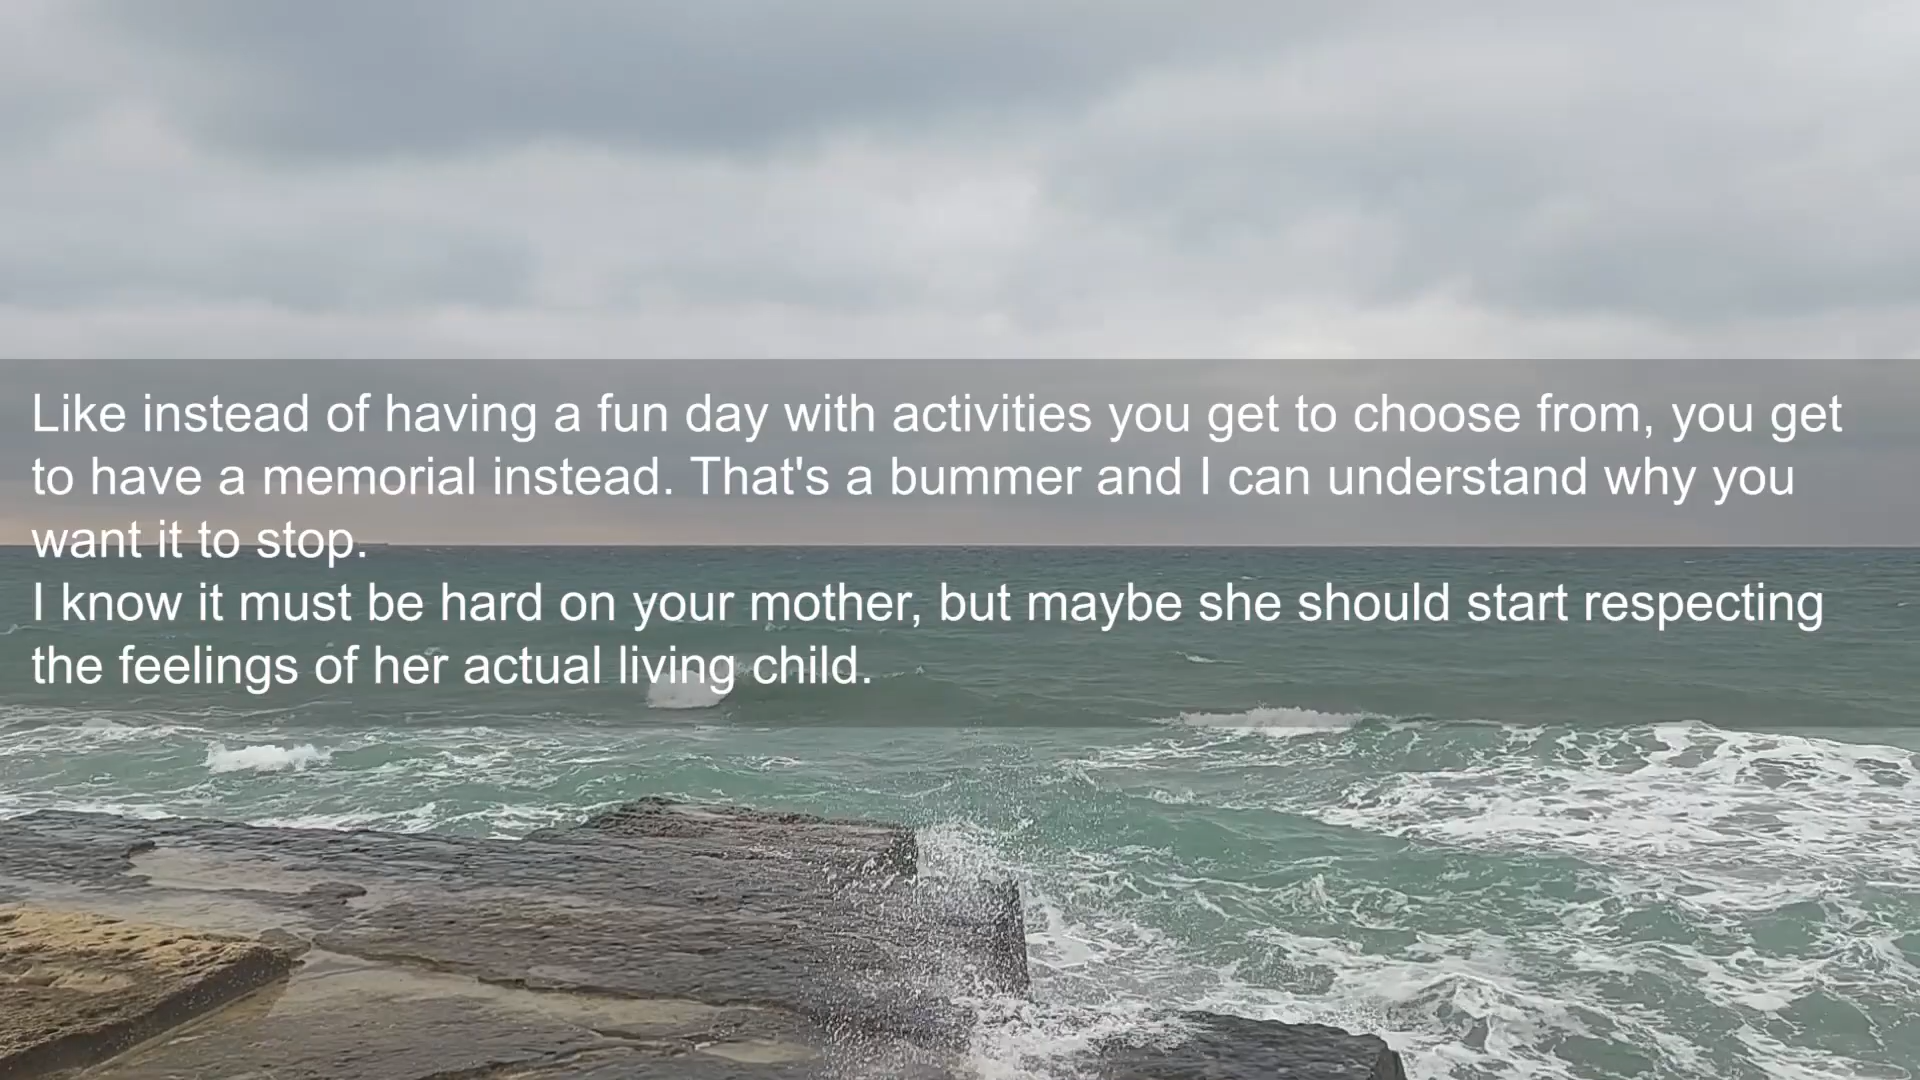 Like instead of having a fun day with activities you get to choose from, you get
to have a memorial instead. That's a bummer and I can understand why you
want it to stop.
I know it must be hard on your mother, but maybe she should start respecting
the feelings of her actual living child.